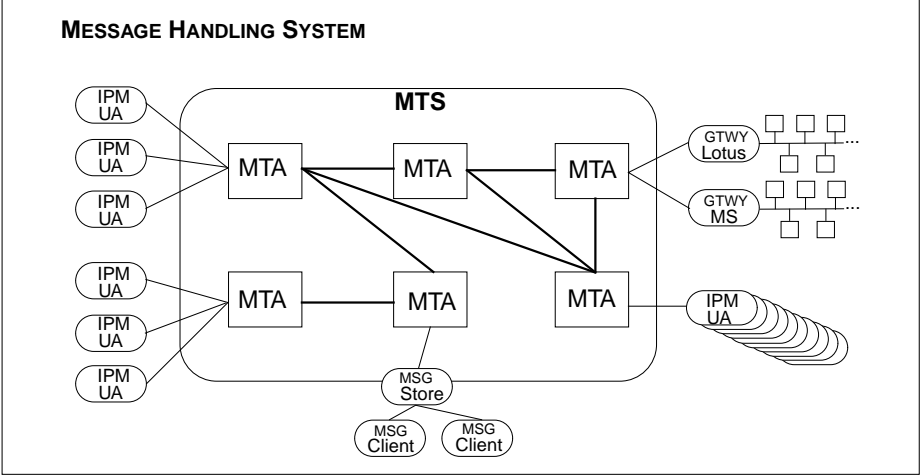 MESSAGE HANDLING SYSTEM
MTS
IPM
UA
IPM
UA
IPM
UA
MTA
MTA
MTA
GTWY
Lotus
...
GTWY
MS
...
IPM
UA
IPM
UA
IPM
UA
MTA
MTA
MTA
IPM
UA
MSG
Store
MSG
Client
MSG
Client